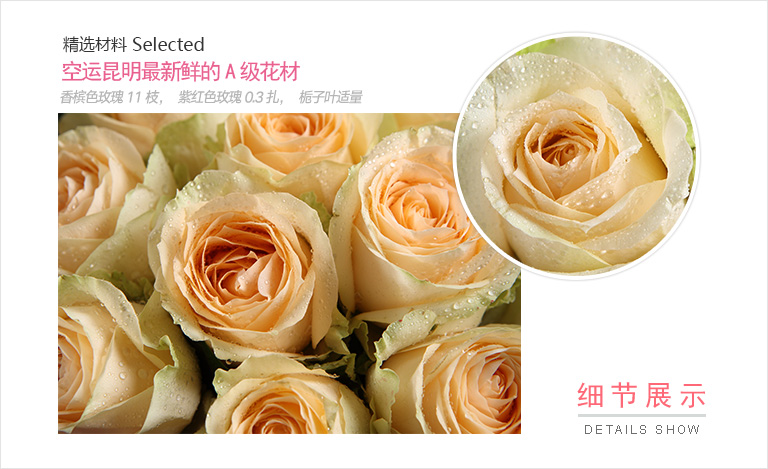 精选材料 Selected
空运昆明最新鲜的 A 级花材
香槟色玫瑰 11 枝， 紫红色玫瑰 0.3 扎， 栀子叶适量
细节展示
DETAILS SHOW